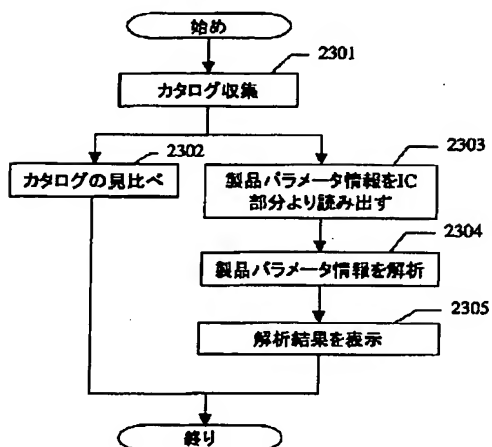 始め
2301
カタログ収集
2302
カタログの見比べ
2303
製品パラメータ情報をIC
部分より読み出す
2304
製品パラメータ情報を解析
2305
解析結果を表示
終り